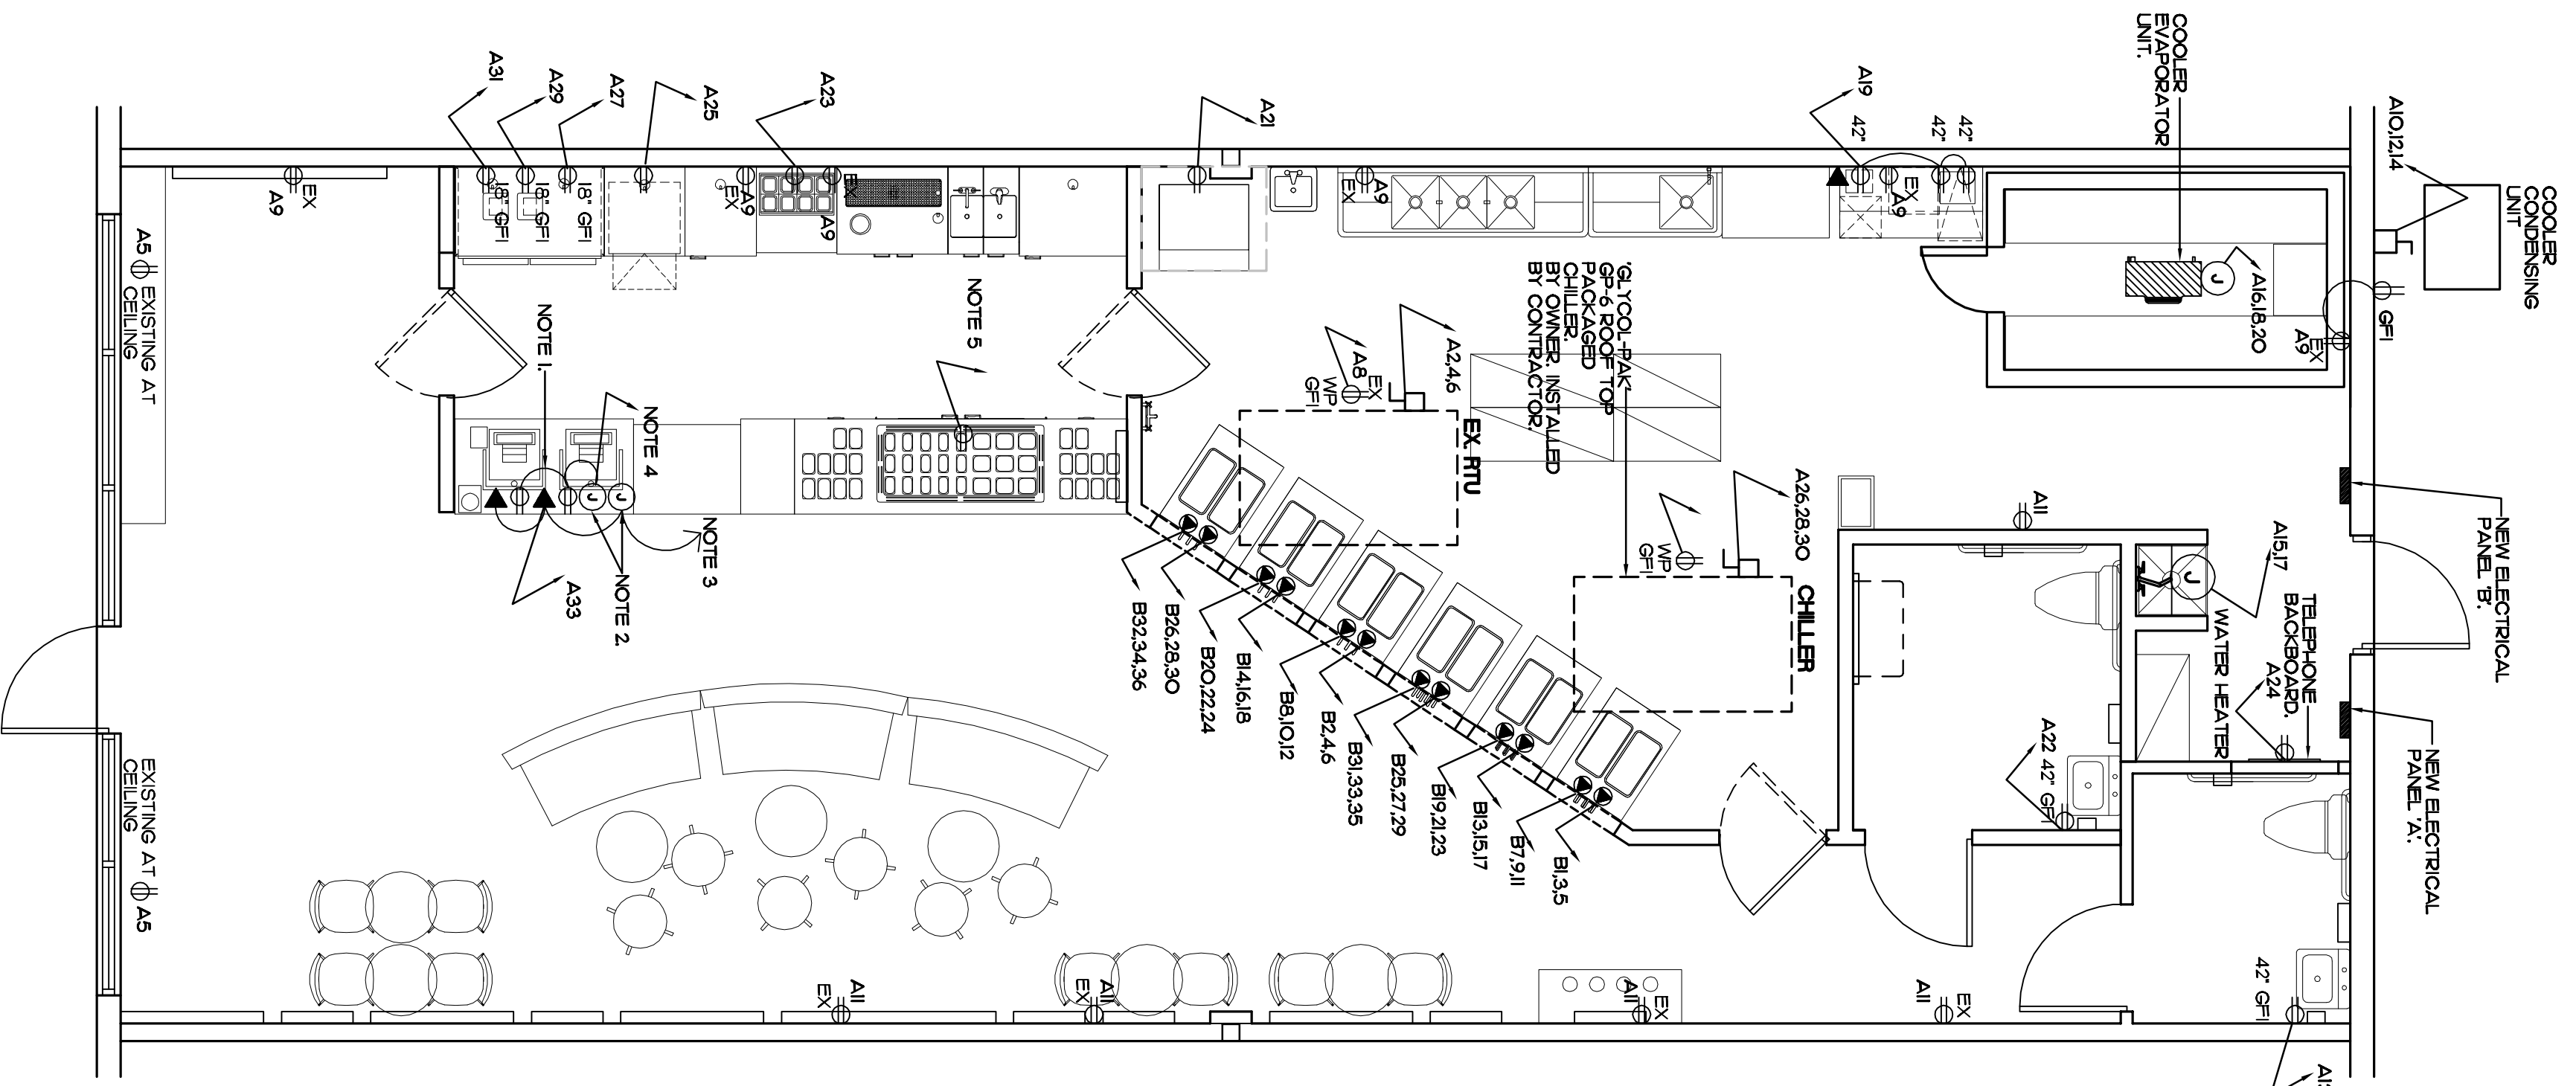 COOLER
CONDENSING
UNIT
A10,12,14
COOLER
EVAPORATOR
UNIT.
A16,18,20
GFI
EX
A9
A19
42"
42"
42"
EX
A9
A21
EX
A9
A23
EX
A9
EX
A9
A25
A27
A29
A31
18" GFI
18" GFI
18" GFI
EX
A9
A5
EXISTING AT
CEILING
NOTE 1.
NOTE 5
NOTE 4
NOTE 3
NOTE 2.
A33
J
J
J
J
A2,4,6
EX
A8
WP
GFI
EX. RTU
'GLYCOL-PAK'
GP-6 ROOF TOP
PACKAGED
CHILLER.
BY OWNER. INSTALLED
BY CONTRACTOR.
A26,28,30
WP
GFI
CHILLER
A11
A15,17
J
NEW ELECTRICAL
PANEL 'B'.
TELEPHONE
BACKBOARD.
WATER HEATER
A24
A22
42" GFI
NEW ELECTRICAL
PANEL 'A'.
B32,34,36
B26,28,30
B20,22,24
B14,16,18
B8,10,12
B2,4,6
B31,33,35
B25,27,29
B19,21,23
B13,15,17
B7,9,11
B1,3,5
EXISTING AT
CEILING
A5
A11
EX
A11
EX
A11
EX
A11
EX
42" GFI